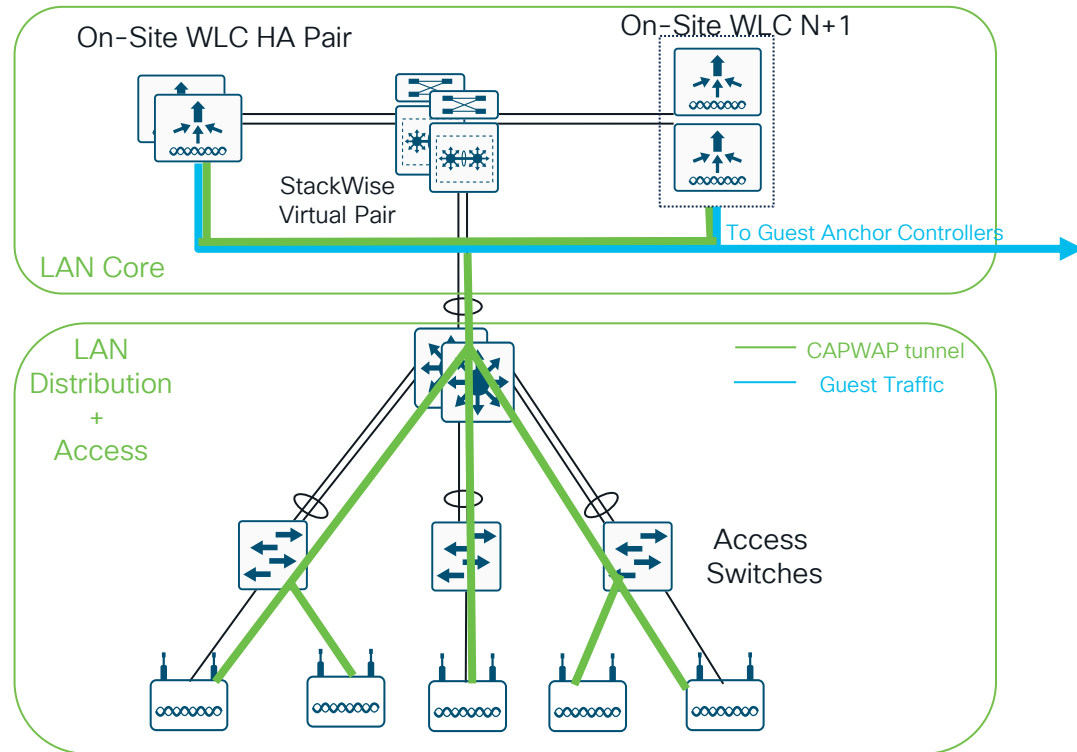 On-Site WLC HA Pair
On-Site WLC N+1
StackWise
Virtual Pair
To Guest Anchor Controllers
LAN Core
LAN
Distribution
+
Access
CAPWAP tunnel
Guest Traffic
Access
Switches